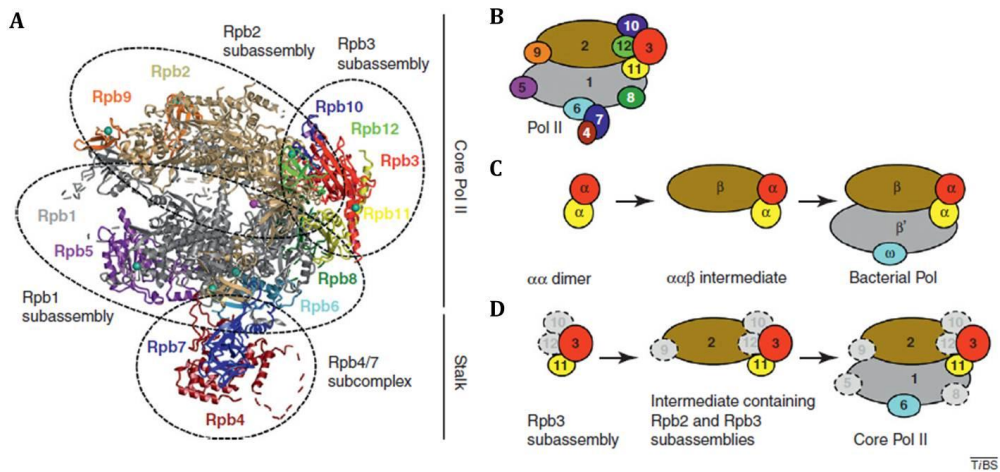 A
Rpb2
subassembly
Rpb3
subassembly
Rpb2
Rpb9
Rpb10
Rpb12
Rpb3
Rpb1
Rpb11
Rpb5
Rpb8
Rpb1
subassembly
Rpb6
Rpb7
Rpb4/7
subcomplex
Rpb4
Core Pol II
Stalk
B
10
2
12
3
9
11
1
5
8
6
7
4
Pol II
C
α
α
β
α
α
β
α
α
β'
ω
αα dimer
ααβ intermediate
Bacterial Pol
D
10
12
3
11
10
2
12
3
9
11
10
2
12
3
9
11
1
5
8
6
Rpb3
subassembly
Intermediate containing
Rpb2 and Rpb3
subassemblies
Core Pol II
TiBS